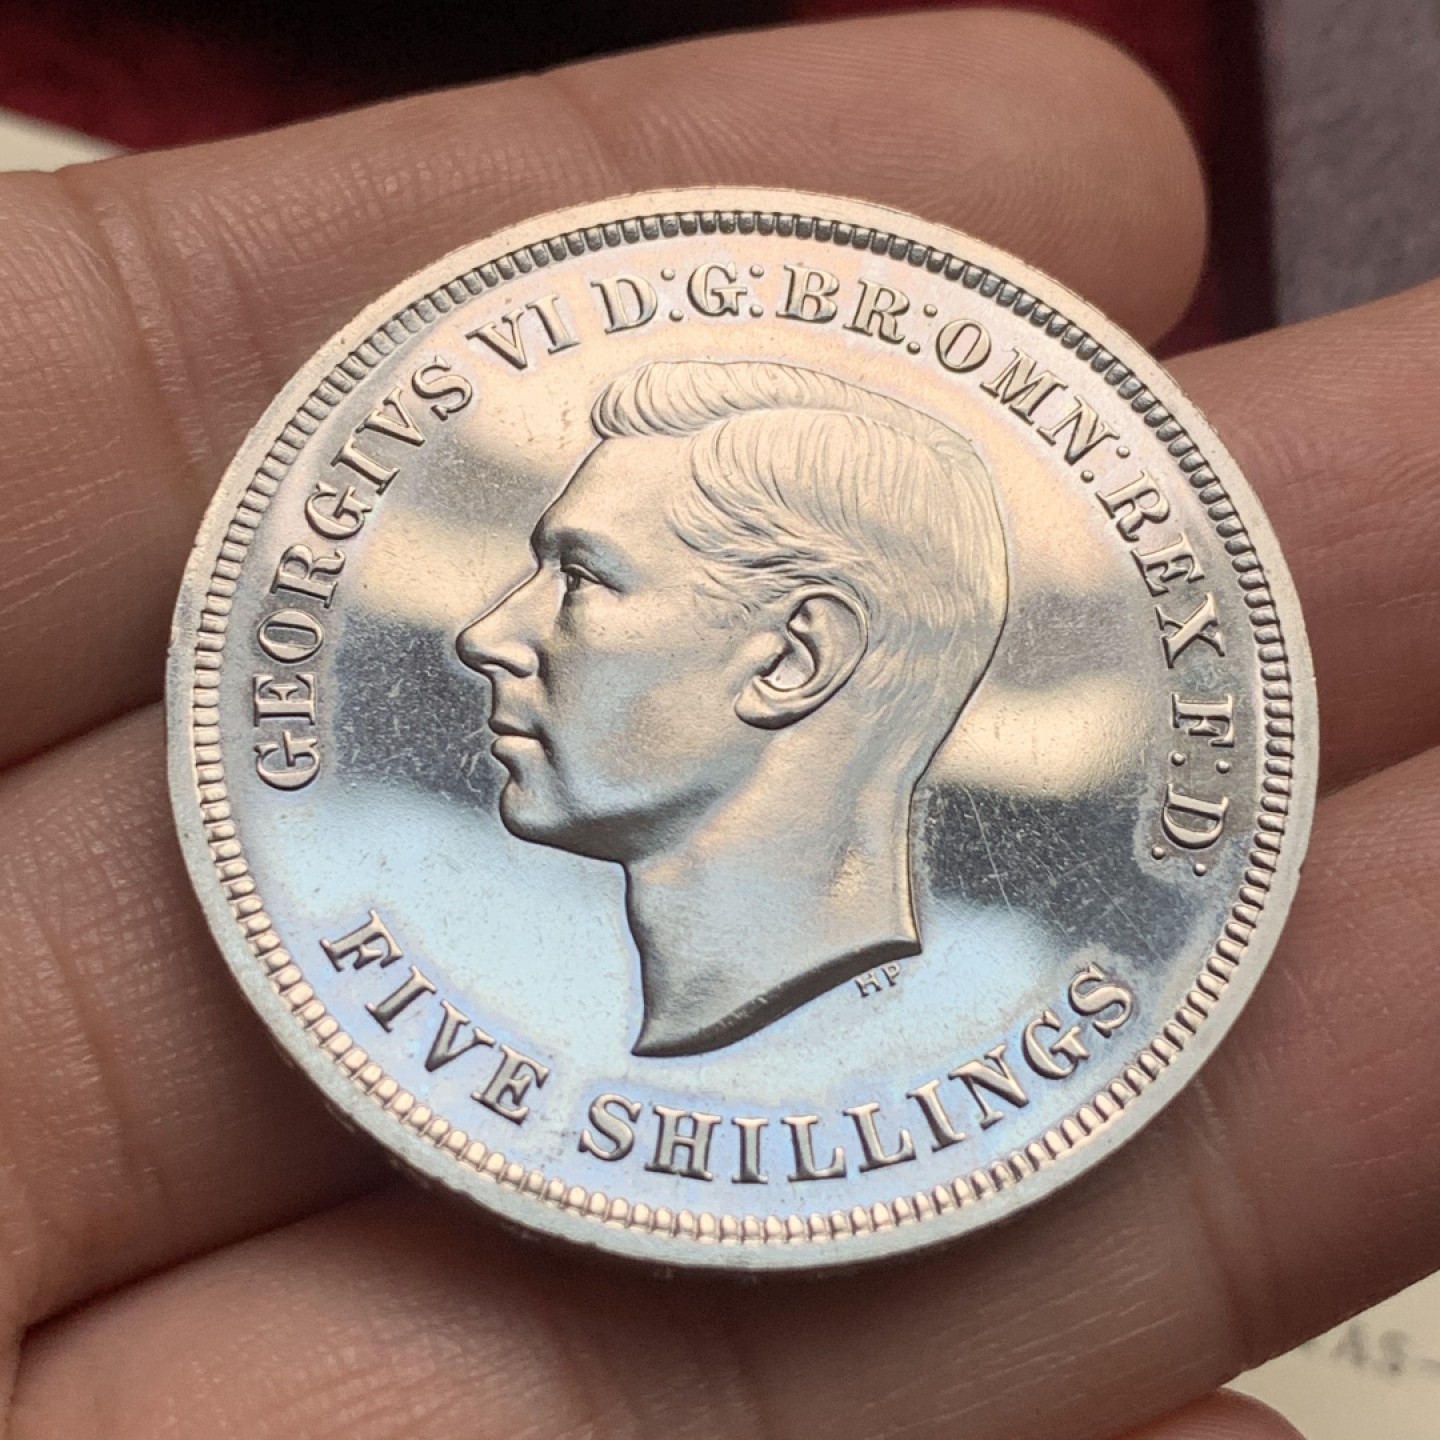 GEORGIVS VI D:G:BR:OMN:REX F:D:
HP
FIVE SHILLINGS